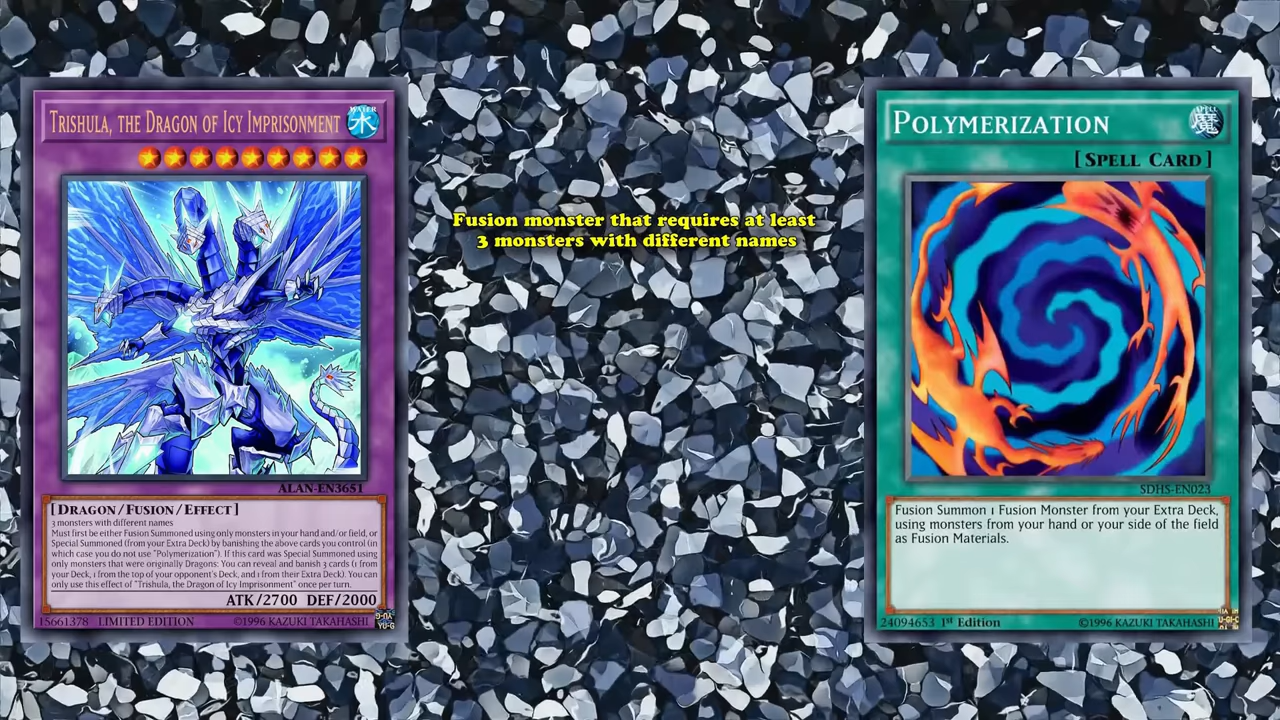 Trishula, the Dragon of Icy Imprisonment
WATER
水
ALAN-EN3651
[Dragon/Fusion/Effect]
3 monsters with different names
Must first be either Fusion Summoned using only monsters in your hand and/or field, or
Special Summoned (from your Extra Deck) by banishing the above cards you control (in
which case you do not use "Polymerization"). If this card was Special Summoned using
only monsters that were originally Dragons: You can reveal and banish 3 cards (1 from
your Deck, 1 from the top of your opponent's Deck, and 1 from their Extra Deck). You can
only use this effect of "Trishula, the Dragon of Icy Imprisonment" once per turn.
ATK/2700 DEF/2000
15661378 LIMITED EDITION ©1996 KAZUKI TAKAHASHI
Fusion monster that requires at least
3 monsters with different names
Polymerization
魔
[Spell Card]
SDHS-EN023
Fusion Summon 1 Fusion Monster from your Extra Deck,
using monsters from your hand or your side of the field
as Fusion Materials.
24094653 1st Edition ©1996 KAZUKI TAKAHASHI